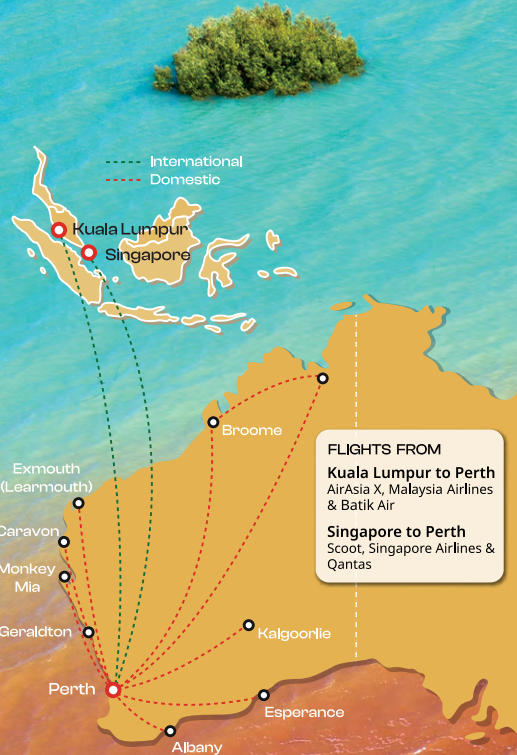 International
Domestic
Kuala Lumpur
Singapore
Broome
FLIGHTS FROM
Kuala Lumpur to Perth
AirAsia X, Malaysia Airlines
& Batik Air
Singapore to Perth
Scoot, Singapore Airlines &
Qantas
Exmouth
(Learmouth)
Caravon
Monkey
Mia
Geraldton
Kalgoorlie
Perth
Esperance
Albany